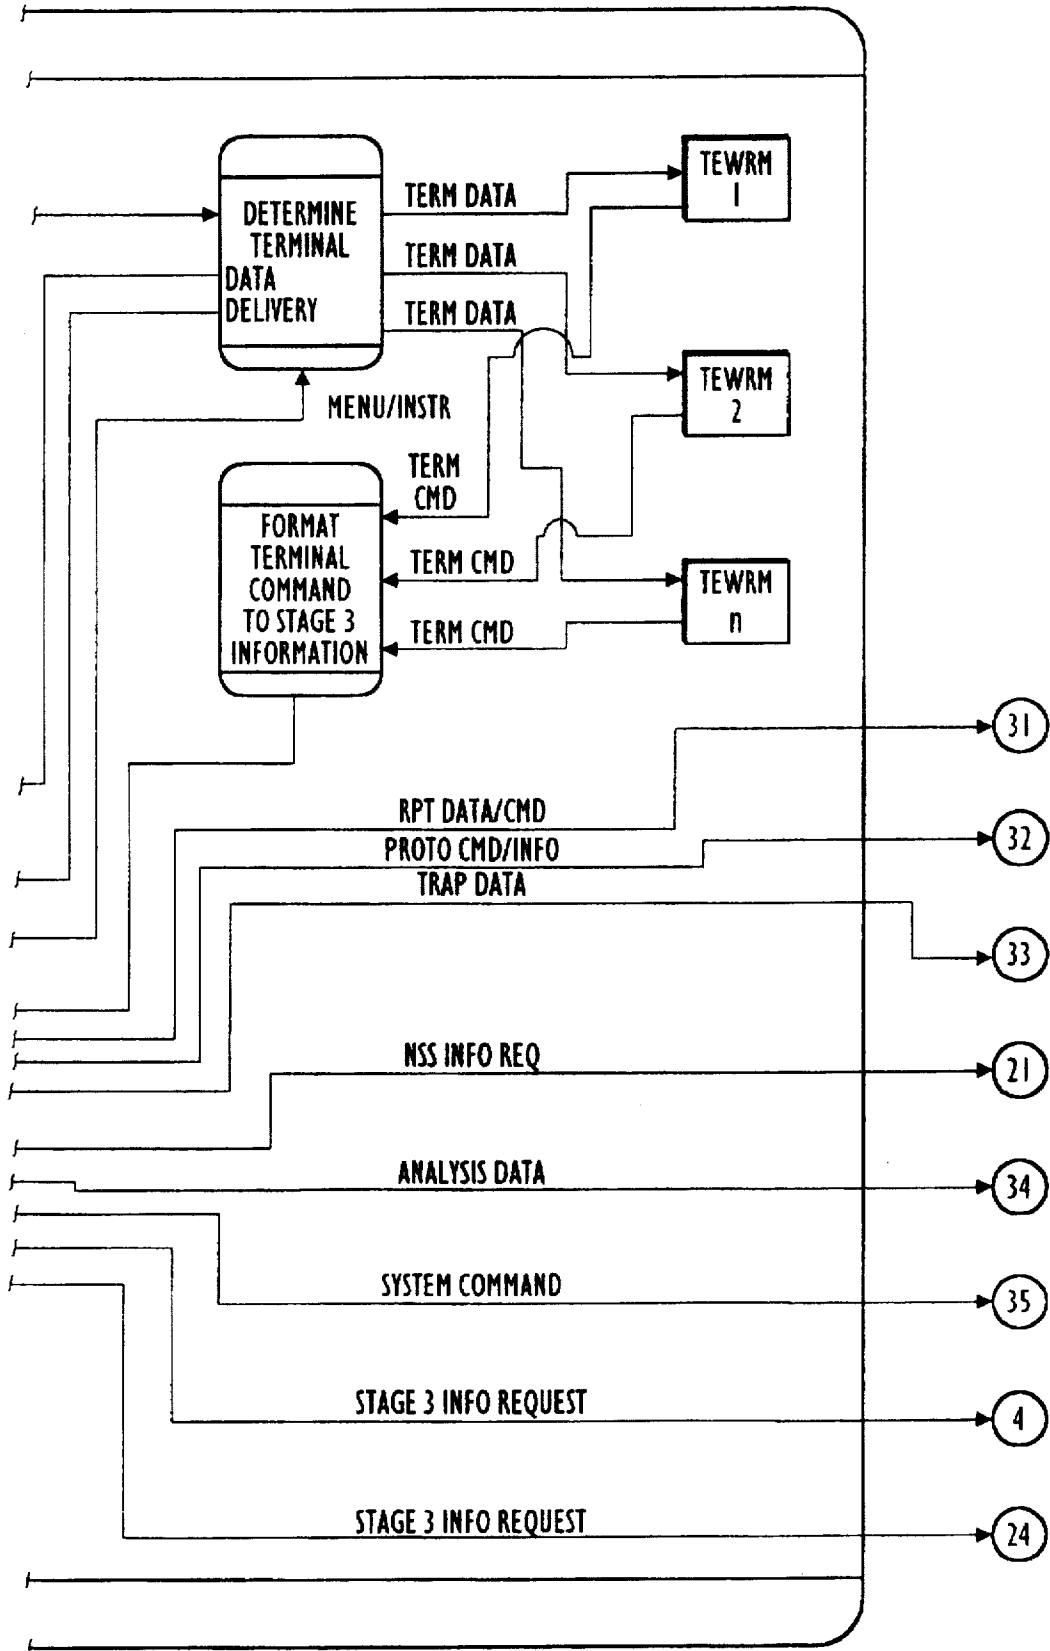 TERM DATA
TEWRM
1
DETERMINE
TERMINAL
DATA
DELIVERY
TERM DATA
TERM DATA
TEWRM
2
MENU/INSTR
TERM
CMD
FORMAT
TERMINAL
COMMAND
TO STAGE 3
INFORMATION
TERM CMD
TERM CMD
TEWRM
n
31
RPT DATA/CMD
32
PROTO CMD/INFO
TRAP DATA
33
NSS INFO REQ
21
ANALYSIS DATA
34
SYSTEM COMMAND
35
STAGE 3 INFO REQUEST
4
STAGE 3 INFO REQUEST
24